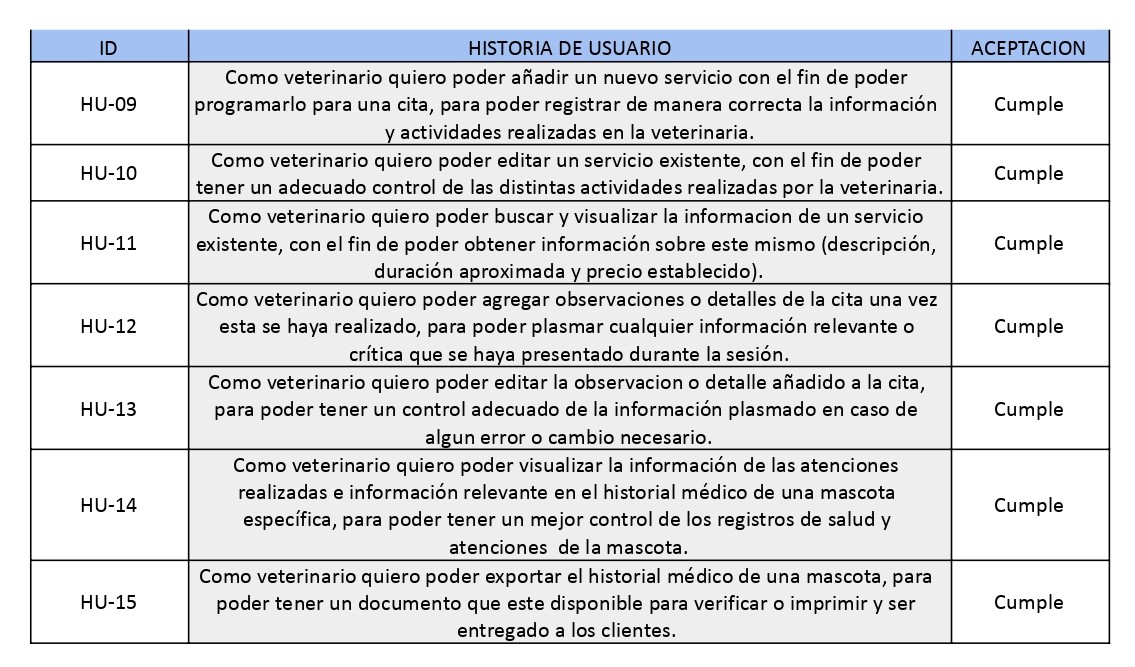 ID HISTORIA DE USUARIO ACEPTACION
HU-09
Como veterinario quiero poder añadir un nuevo servicio con el fin de poder
programarlo para una cita, para poder registrar de manera correcta la información
y actividades realizadas en la veterinaria.
Cumple
HU-10
Como veterinario quiero poder editar un servicio existente, con el fin de poder
tener un adecuado control de las distintas actividades realizadas por la veterinaria.
Cumple
HU-11
Como veterinario quiero poder buscar y visualizar la informacion de un servicio
existente, con el fin de poder obtener información sobre este mismo (descripción,
duración aproximada y precio establecido).
Cumple
HU-12
Como veterinario quiero poder agregar observaciones o detalles de la cita una vez
esta se haya realizado, para poder plasmar cualquier información relevante o
crítica que se haya presentado durante la sesión.
Cumple
HU-13
Como veterinario quiero poder editar la observacion o detalle añadido a la cita,
para poder tener un control adecuado de la información plasmado en caso de
algun error o cambio necesario.
Cumple
HU-14
Como veterinario quiero poder visualizar la información de las atenciones
realizadas e información relevante en el historial médico de una mascota
específica, para poder tener un mejor control de los registros de salud y
atenciones  de la mascota.
Cumple
HU-15
Como veterinario quiero poder exportar el historial médico de una mascota, para
poder tener un documento que este disponible para verificar o imprimir y ser
entregado a los clientes.
Cumple